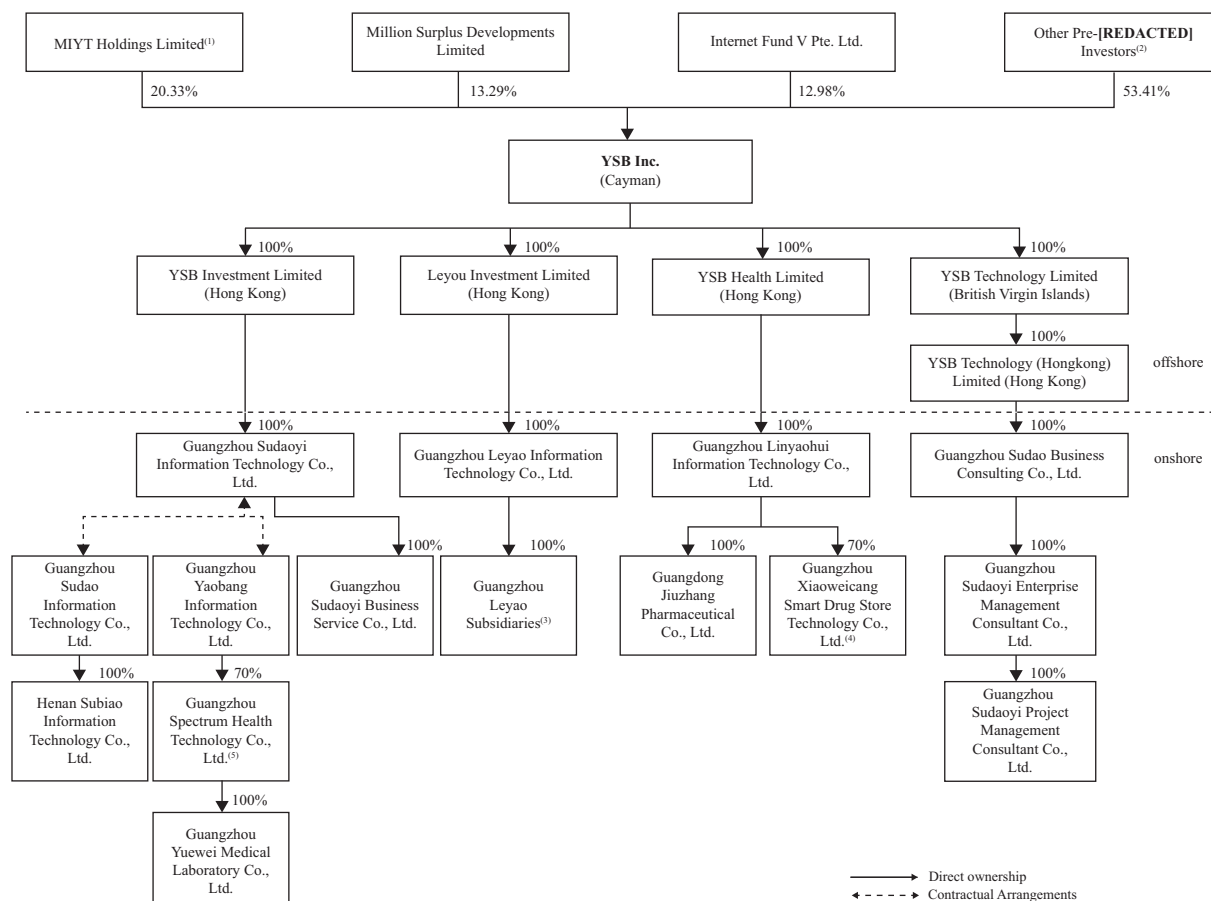 MIYT Holdings Limited(1)
Million Surplus Developments
Limited
Internet Fund V Pte. Ltd.
Other Pre-[REDACTED]
Investors(2)
20.33%
13.29%
12.98%
53.41%
YSB Inc.
(Cayman)
100%
100%
100%
100%
YSB Investment Limited
(Hong Kong)
Leyou Investment Limited
(Hong Kong)
YSB Health Limited
(Hong Kong)
YSB Technology Limited
(British Virgin Islands)
100%
YSB Technology (Hongkong)
Limited (Hong Kong)
offshore
100%
100%
100%
100%
Guangzhou Sudaoyi
Information Technology Co.,
Ltd.
Guangzhou Leyao Information
Technology Co., Ltd.
Guangzhou Linyaohui
Information Technology Co.,
Ltd.
Guangzhou Sudao Business
Consulting Co., Ltd.
onshore
100%
100%
100%
70%
100%
Guangzhou
Sudao
Information
Technology Co.,
Ltd.
Guangzhou
Yaobang
Information
Technology Co.,
Ltd.
Guangzhou
Sudaoyi Business
Service Co., Ltd.
Guangzhou
Leyao
Subsidiaries(3)
Guangdong
Jiuzhang
Pharmaceutical
Co., Ltd.
Guangzhou
Xiaoweicang
Smart Drug Store
Technology Co.,
Ltd.(4)
Guangzhou
Sudaoyi Enterprise
Management
Consultant Co.,
Ltd.
100%
70%
100%
Henan Subiao
Information
Technology Co.,
Ltd.
Guangzhou
Spectrum Health
Technology Co.,
Ltd.(5)
Guangzhou
Sudaoyi Project
Management
Consultant Co.,
Ltd.
100%
Guangzhou
Yuewei Medical
Laboratory Co.,
Ltd.
Direct ownership
Contractual Arrangements